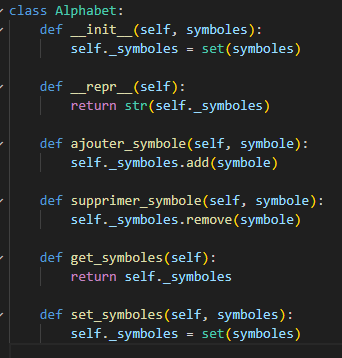 class Alphabet:
    def __init__(self, symboles):
        self._symboles = set(symboles)

    def __repr__(self):
        return str(self._symboles)

    def ajouter_symbole(self, symbole):
        self._symboles.add(symbole)

    def supprimer_symbole(self, symbole):
        self._symboles.remove(symbole)

    def get_symboles(self):
        return self._symboles

    def set_symboles(self, symboles):
        self._symboles = set(symboles)